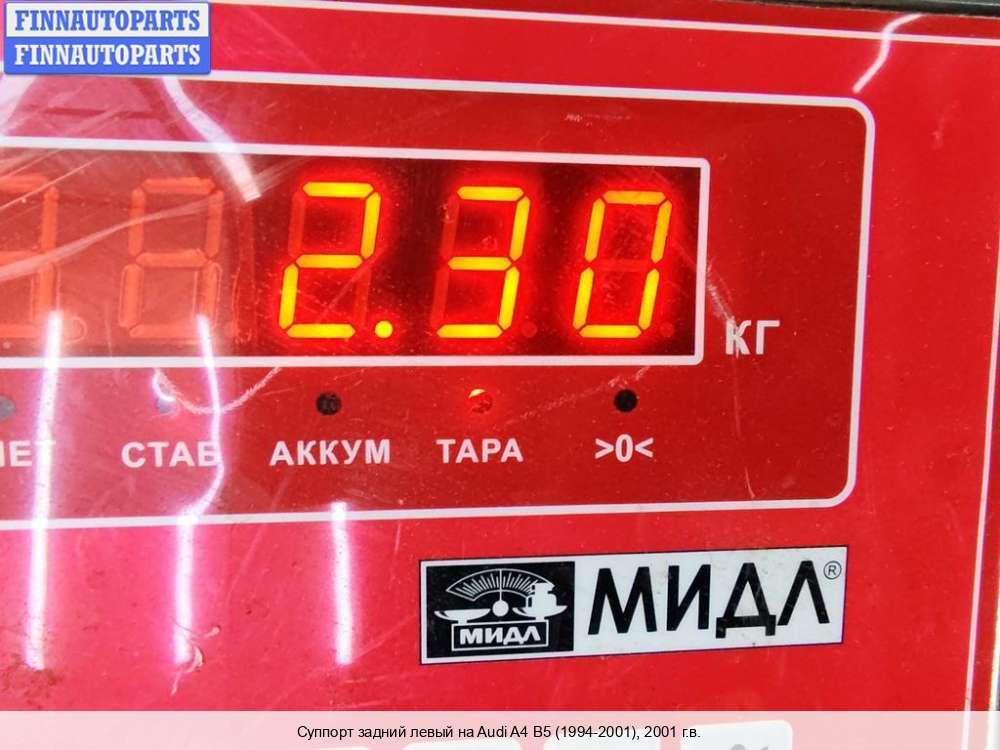 FINNAUTOPARTS
FINNAUTOPARTS
2.30
КГ
СТАБ АККУМ ТАРА >0<
МИДЛ МИДЛ®
Суппорт задний левый на Audi A4 B5 (1994-2001), 2001 г.в.